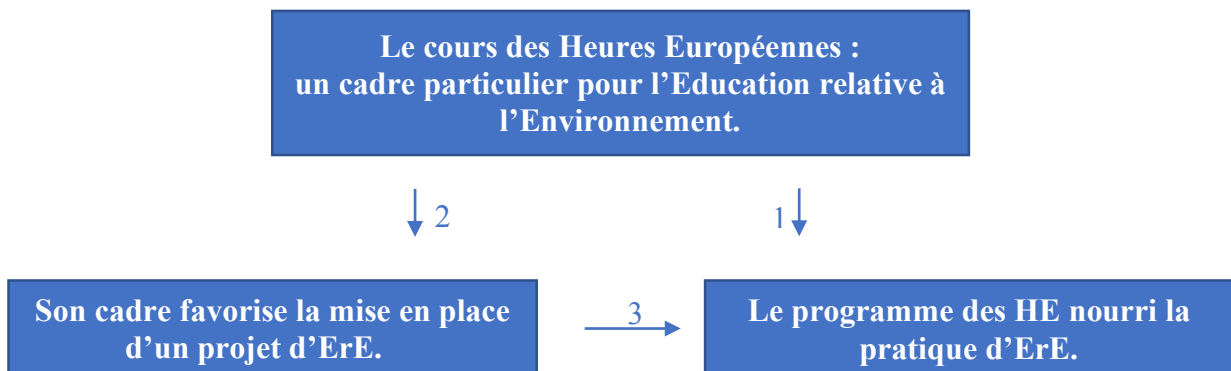 Le cours des Heures Européennes :
un cadre particulier pour l’Education relative à
l’Environnement.
2
1
Son cadre favorise la mise en place
d’un projet d’ErE.
3
Le programme des HE nourri la
pratique d’ErE.